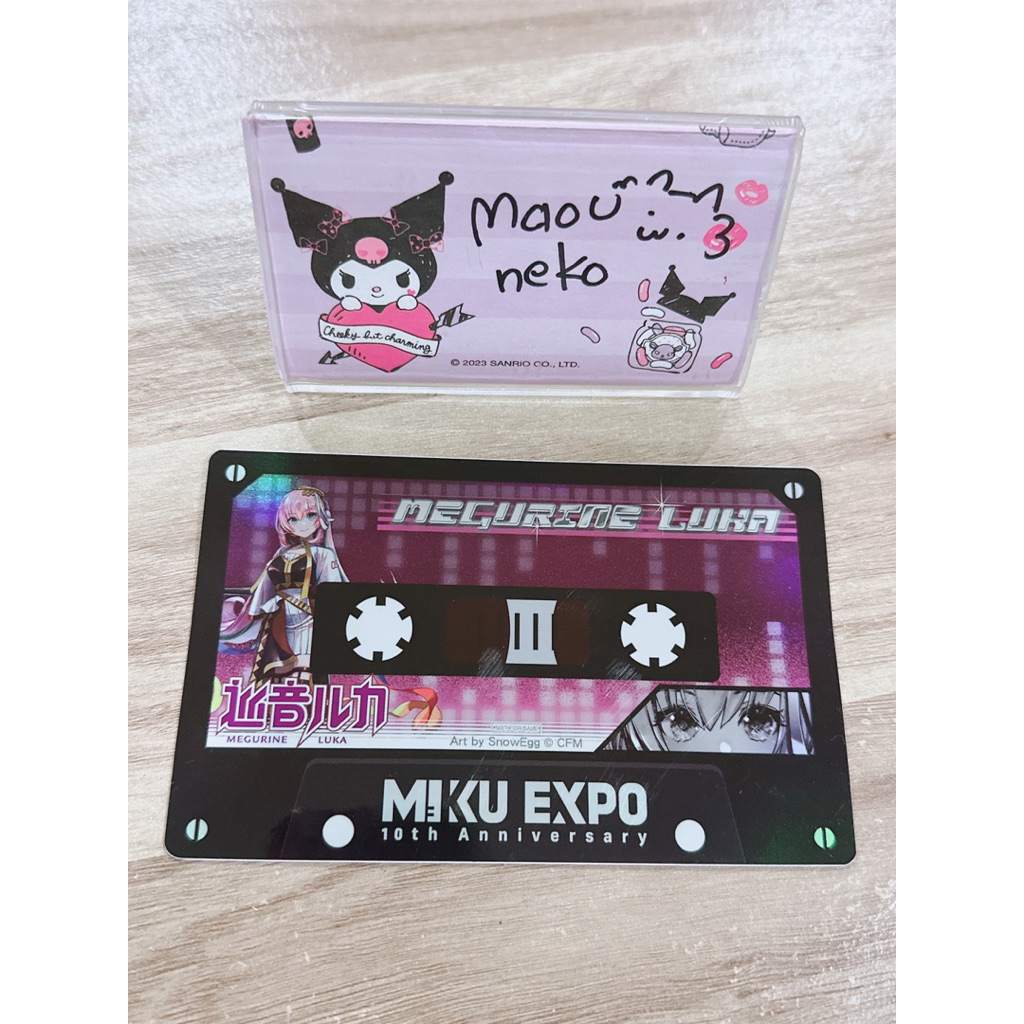 Maou
neko
Cheeky but charming
© 2023 SANRIO CO., LTD.
MEGURINE LUKA
巡音ルカ
MEGURINE LUKA
Art by SnowEgg © CFM
MIKU EXPO
10th Anniversary